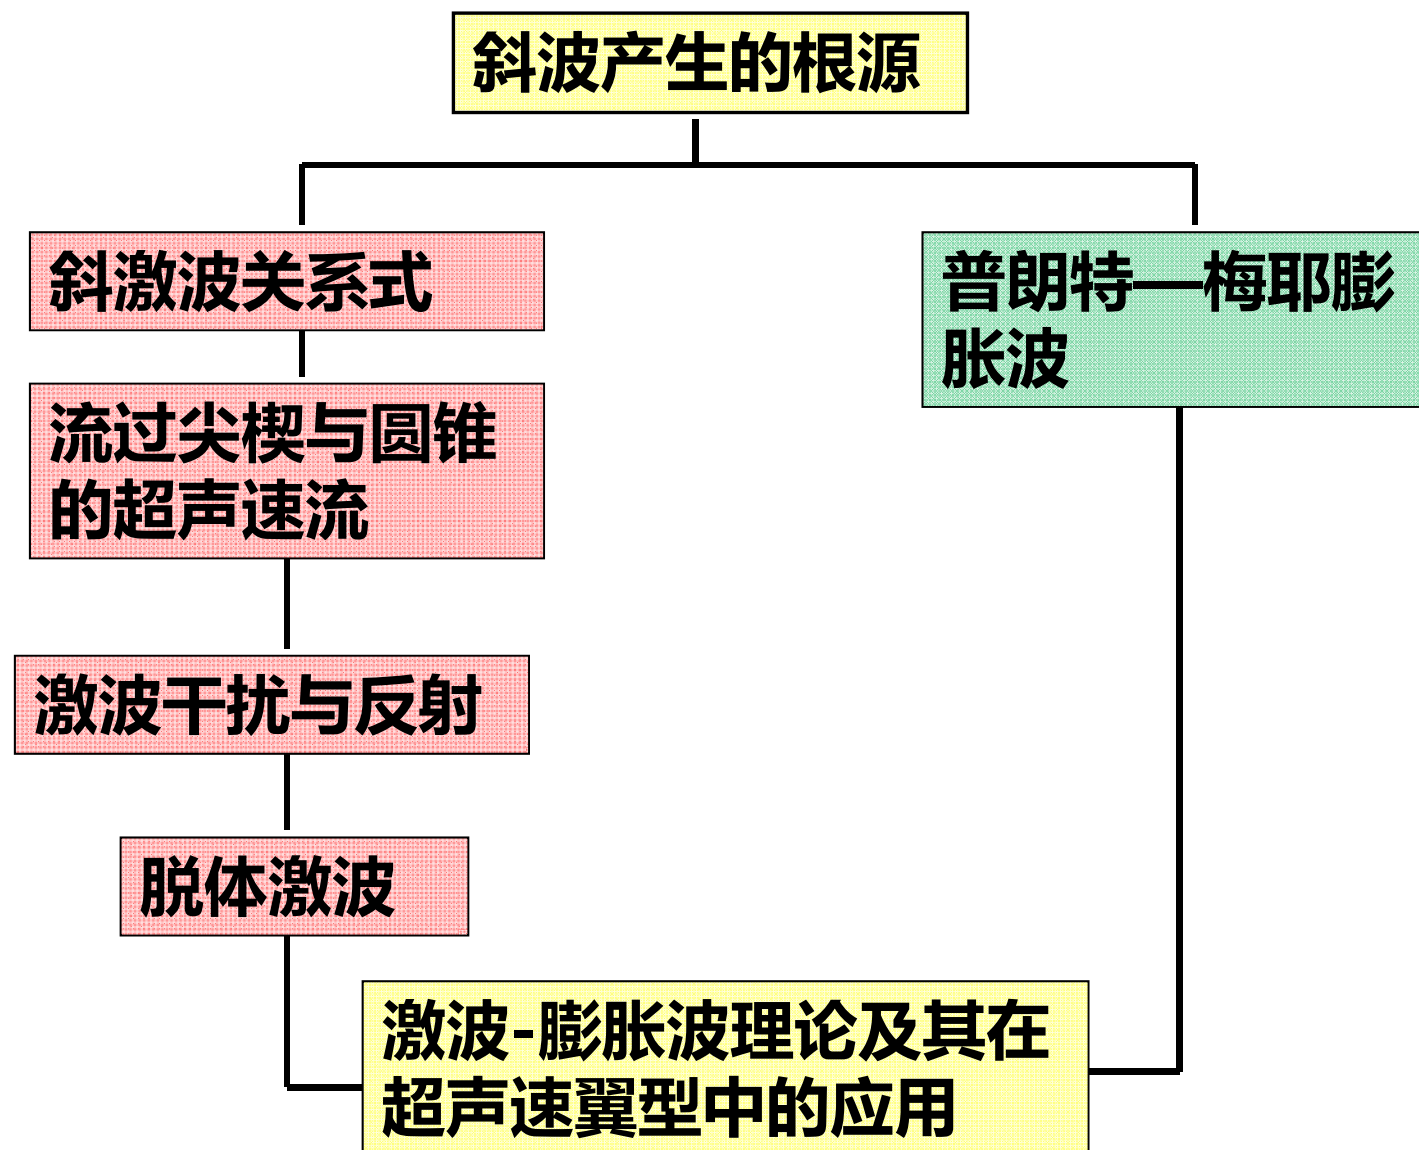 斜波产生的根源
斜激波关系式
普朗特—梅耶膨
胀波
流过尖楔与圆锥
的超声速流
激波干扰与反射
脱体激波
激波-膨胀波理论及其在
超声速翼型中的应用